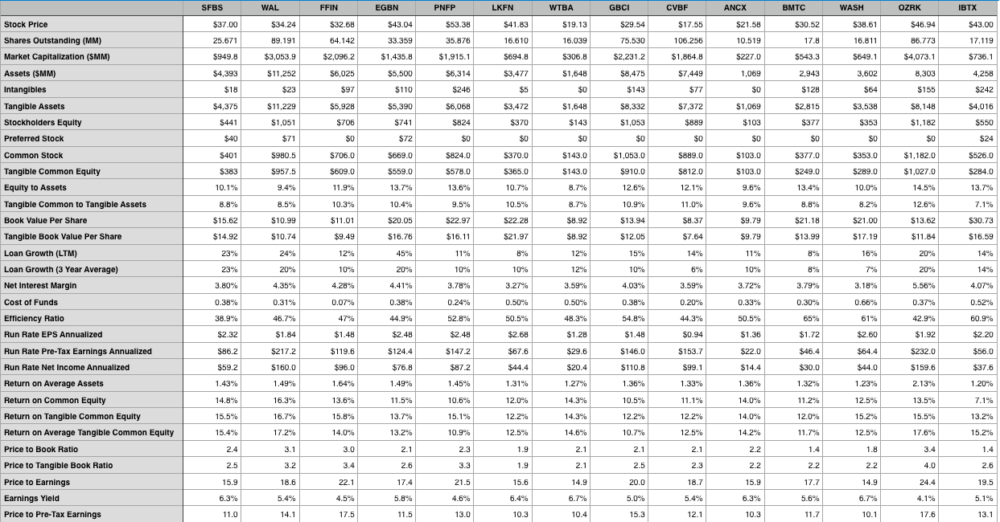 SFBS WAL FFIN EGBN PNFP LKFN WTBA GBCI CVBF ANCX BMTC WASH OZRK IBTX
Stock Price $37.00 $34.24 $32.68 $43.04 $53.38 $41.83 $19.13 $29.54 $17.55 $21.58 $30.52 $38.61 $46.94 $43.00
Shares Outstanding (MM) 25.671 89.191 64.142 33.359 35.876 16.610 16.039 75.530 106.256 10.519 17.8 16.811 86.773 17.119
Market Capitalization ($MM) $949.8 $3,053.9 $2,096.2 $1,435.8 $1,915.1 $694.8 $306.8 $2,231.2 $1,864.8 $227.0 $543.3 $649.1 $4,073.1 $736.1
Assets ($MM) $4,393 $11,252 $6,025 $5,500 $6,314 $3,477 $1,648 $8,475 $7,449 1,069 2,943 3,602 8,303 4,258
Intangibles $18 $23 $97 $110 $246 $5 $0 $143 $77 $0 $128 $64 $155 $242
Tangible Assets $4,375 $11,229 $5,928 $5,390 $6,068 $3,472 $1,648 $8,332 $7,372 $1,069 $2,815 $3,538 $8,148 $4,016
Stockholders Equity $441 $1,051 $706 $741 $824 $370 $143 $1,053 $889 $103 $377 $353 $1,182 $550
Preferred Stock $40 $71 $0 $72 $0 $0 $0 $0 $0 $0 $0 $0 $0 $24
Common Stock $401 $980.5 $706.0 $669.0 $824.0 $370.0 $143.0 $1,053.0 $889.0 $103.0 $377.0 $353.0 $1,182.0 $526.0
Tangible Common Equity $383 $957.5 $609.0 $559.0 $578.0 $365.0 $143.0 $910.0 $812.0 $103.0 $249.0 $289.0 $1,027.0 $284.0
Equity to Assets 10.1% 9.4% 11.9% 13.7% 13.6% 10.7% 8.7% 12.6% 12.1% 9.6% 13.4% 10.0% 14.5% 13.7%
Tangible Common to Tangible Assets 8.8% 8.5% 10.3% 10.4% 9.5% 10.5% 8.7% 10.9% 11.0% 9.6% 8.8% 8.2% 12.6% 7.1%
Book Value Per Share $15.62 $10.99 $11.01 $20.05 $22.97 $22.28 $8.92 $13.94 $8.37 $9.79 $21.18 $21.00 $13.62 $30.73
Tangible Book Value Per Share $14.92 $10.74 $9.49 $16.76 $16.11 $21.97 $8.92 $12.05 $7.64 $9.79 $13.99 $17.19 $11.84 $16.59
Loan Growth (LTM) 23% 24% 12% 45% 11% 8% 12% 15% 14% 11% 8% 16% 20% 14%
Loan Growth (3 Year Average) 23% 20% 10% 20% 10% 10% 12% 10% 6% 10% 8% 7% 20% 14%
Net Interest Margin 3.80% 4.35% 4.28% 4.41% 3.78% 3.27% 3.59% 4.03% 3.59% 3.72% 3.79% 3.18% 5.56% 4.07%
Cost of Funds 0.38% 0.31% 0.07% 0.38% 0.24% 0.50% 0.50% 0.38% 0.20% 0.33% 0.30% 0.66% 0.37% 0.52%
Efficiency Ratio 38.9% 46.7% 47% 44.9% 52.8% 50.5% 48.3% 54.8% 44.3% 50.5% 65% 61% 42.9% 60.9%
Run Rate EPS Annualized $2.32 $1.84 $1.48 $2.48 $2.48 $2.68 $1.28 $1.48 $0.94 $1.36 $1.72 $2.60 $1.92 $2.20
Run Rate Pre-Tax Earnings Annualized $86.2 $217.2 $119.6 $124.4 $147.2 $67.6 $29.6 $146.0 $153.7 $22.0 $46.4 $64.4 $232.0 $56.0
Run Rate Net Income Annualized $59.2 $160.0 $96.0 $76.8 $87.2 $44.4 $20.4 $110.8 $99.1 $14.4 $30.0 $44.0 $159.6 $37.6
Return on Average Assets 1.43% 1.49% 1.64% 1.49% 1.45% 1.31% 1.27% 1.36% 1.33% 1.36% 1.32% 1.23% 2.13% 1.20%
Return on Common Equity 14.8% 16.3% 13.6% 11.5% 10.6% 12.0% 14.3% 10.5% 11.1% 14.0% 11.2% 12.5% 13.5% 7.1%
Return on Tangible Common Equity 15.5% 16.7% 15.8% 13.7% 15.1% 12.2% 14.3% 12.2% 12.2% 14.0% 12.0% 15.2% 15.5% 13.2%
Return on Average Tangible Common Equity 15.4% 17.2% 14.0% 13.2% 10.9% 12.5% 14.6% 10.7% 12.5% 14.2% 11.7% 12.5% 17.6% 15.2%
Price to Book Ratio 2.4 3.1 3.0 2.1 2.3 1.9 2.1 2.1 2.1 2.2 1.4 1.8 3.4 1.4
Price to Tangible Book Ratio 2.5 3.2 3.4 2.6 3.3 1.9 2.1 2.5 2.3 2.2 2.2 2.2 4.0 2.6
Price to Earnings 15.9 18.6 22.1 17.4 21.5 15.6 14.9 20.0 18.7 15.9 17.7 14.9 24.4 19.5
Earnings Yield 6.3% 5.4% 4.5% 5.8% 4.6% 6.4% 6.7% 5.0% 5.4% 6.3% 5.6% 6.7% 4.1% 5.1%
Price to Pre-Tax Earnings 11.0 14.1 17.5 11.5 13.0 10.3 10.4 15.3 12.1 10.3 11.7 10.1 17.6 13.1